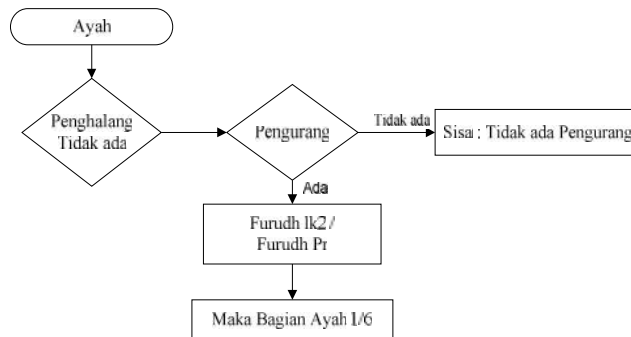 Ayah
Penghalang
Tidak ada
Pengurang
Tidak ada
Sisa: Tidak ada Pengurang
Ada
Furudh lk2 /
Furudh Pr
Maka Bagian Ayah 1/6